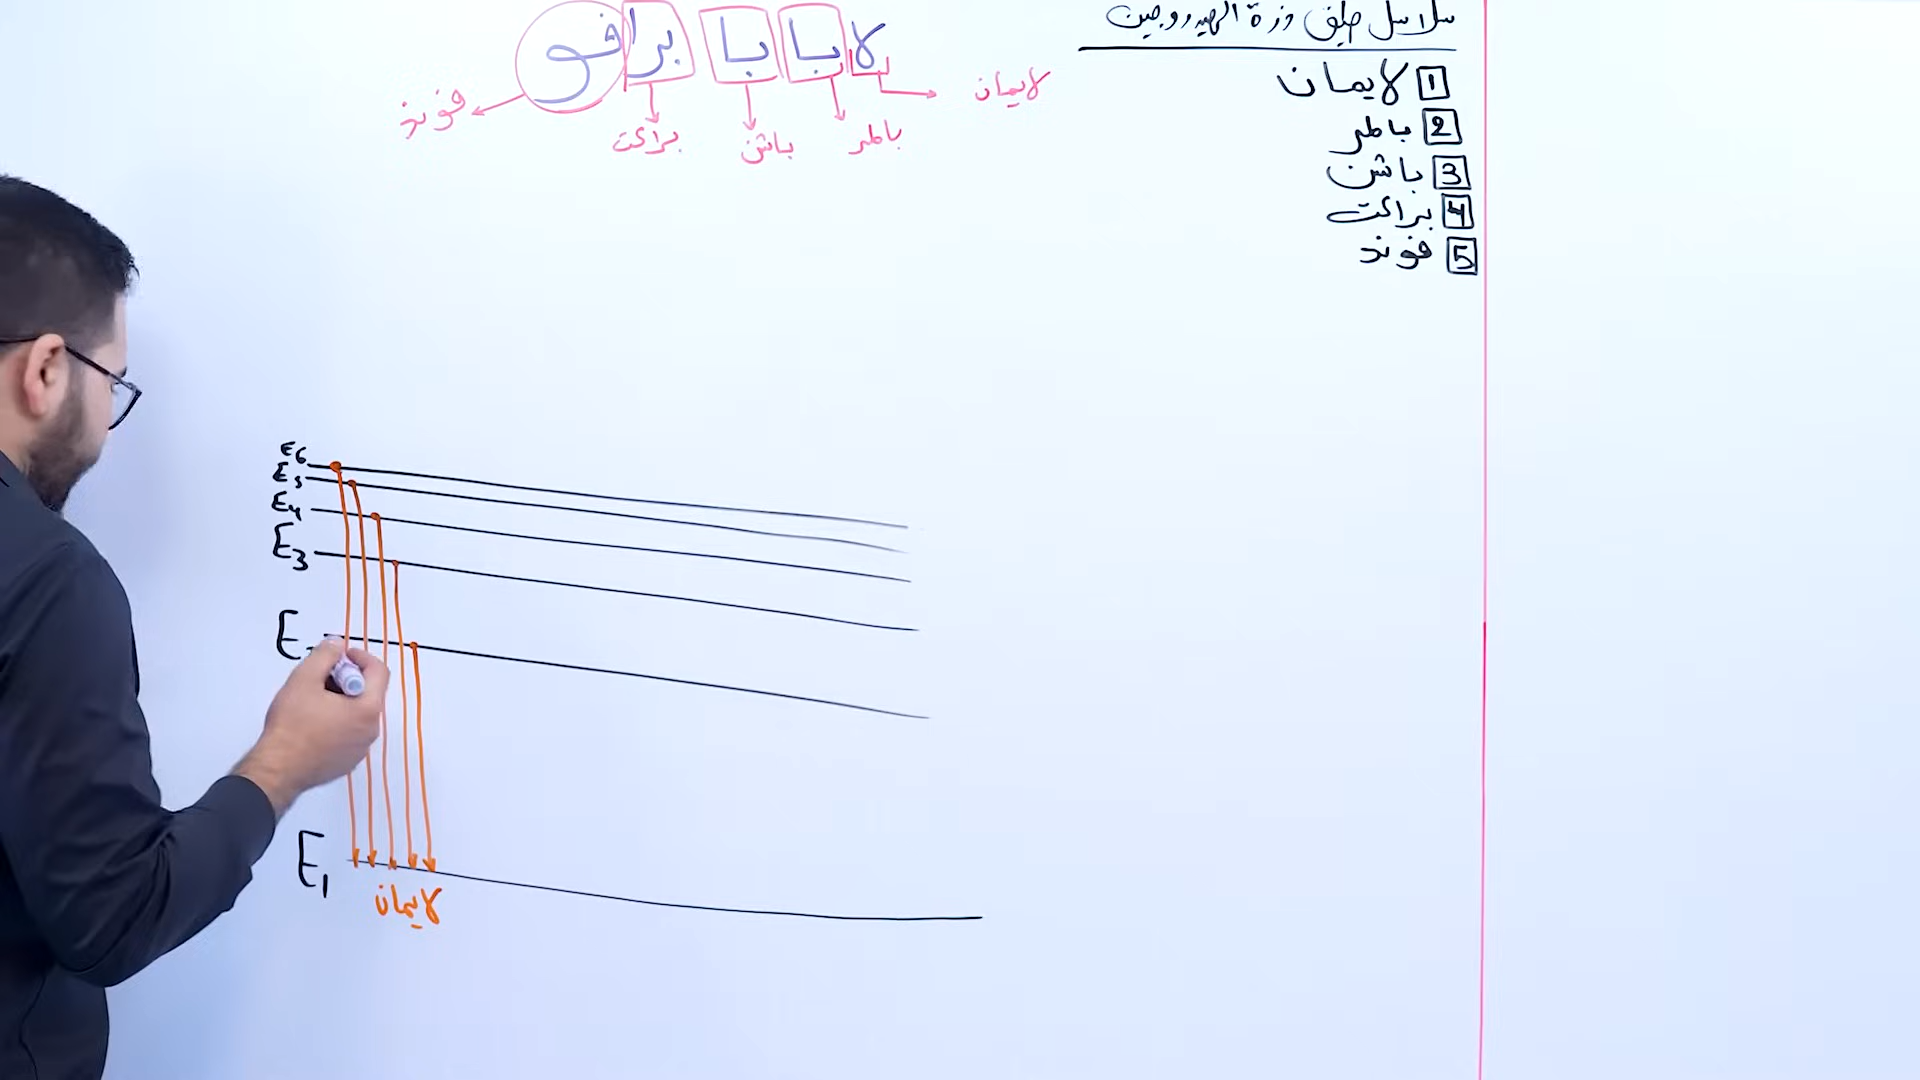 سلاسل طيف ذرة الهيدروجين
1 لايمان
2 بالمر
3 باشن
4 براكت
5 فوند
لا با با برا فو
لايمان
بالمر
باشن
براكت
فوند
E6
E5
E4
E3
E
E1
لايمان